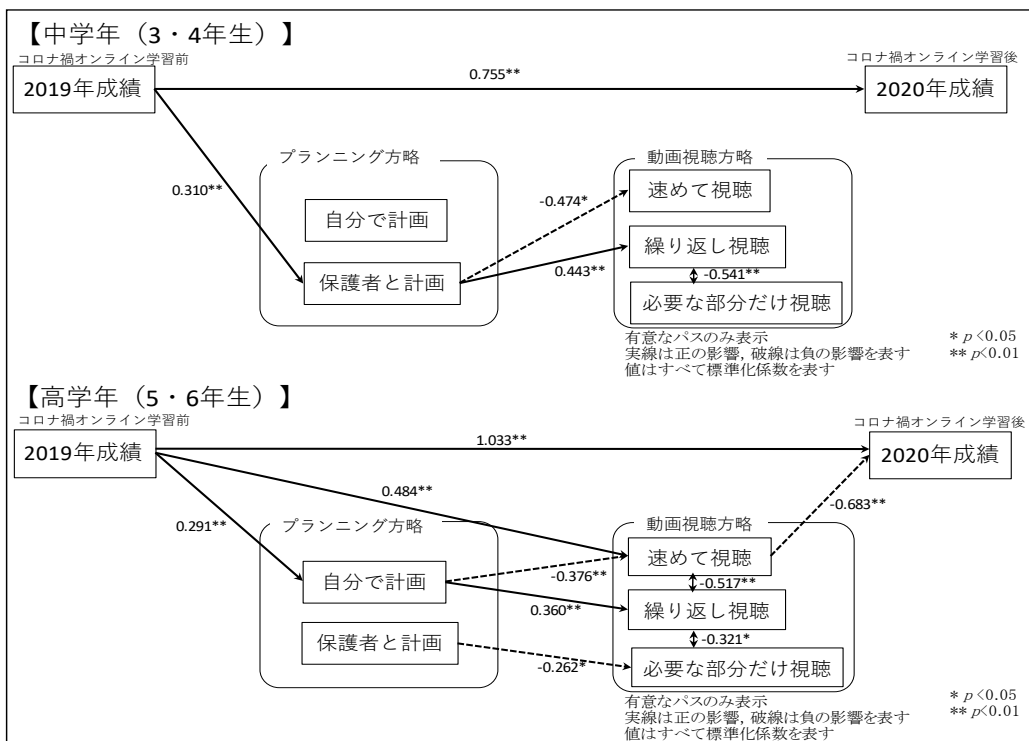 【中学年（3・4年生）】
コロナ禍オンライン学習前
2019年成績
コロナ禍オンライン学習後
2020年成績
0.755**
0.310**
プランニング方略
自分で計画
保護者と計画
動画視聴方略
速めて視聴
繰り返し視聴
必要な部分だけ視聴
-0.474*
0.443**
-0.541**
有意なパスのみ表示
実線は正の影響, 破線は負の影響を表す
値はすべて標準化係数を表す
* p<0.05
** p<0.01
【高学年（5・6年生）】
コロナ禍オンライン学習前
2019年成績
コロナ禍オンライン学習後
2020年成績
1.033**
0.484**
0.291**
-0.683**
プランニング方略
自分で計画
保護者と計画
動画視聴方略
速めて視聴
繰り返し視聴
必要な部分だけ視聴
-0.376**
0.360**
-0.262*
-0.517**
-0.321*
有意なパスのみ表示
実線は正の影響, 破線は負の影響を表す
値はすべて標準化係数を表す
* p<0.05
** p<0.01